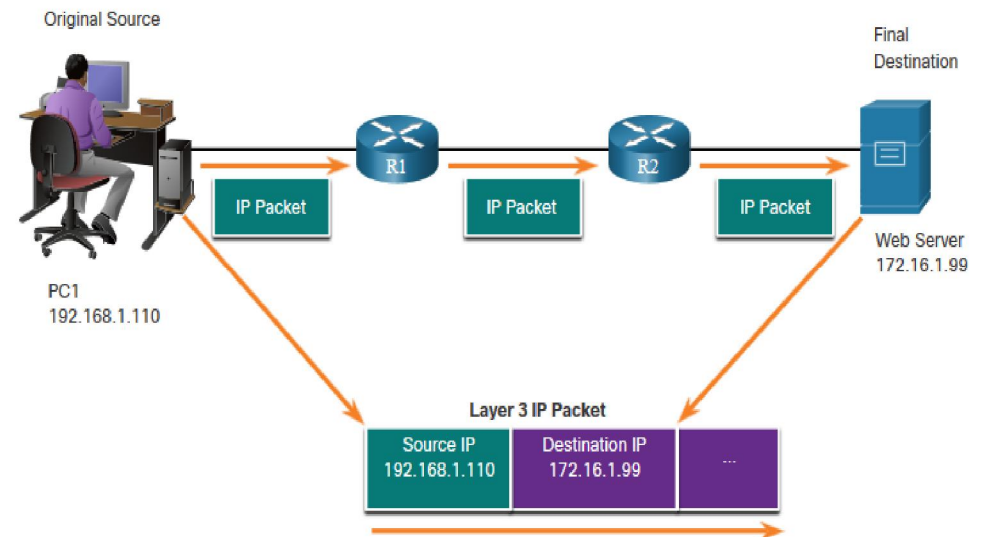 Original Source
Final
Destination
R1
R2
IP Packet
IP Packet
IP Packet
Web Server
172.16.1.99
PC1
192.168.1.110
Layer 3 IP Packet
Source IP
192.168.1.110
Destination IP
172.16.1.99
...